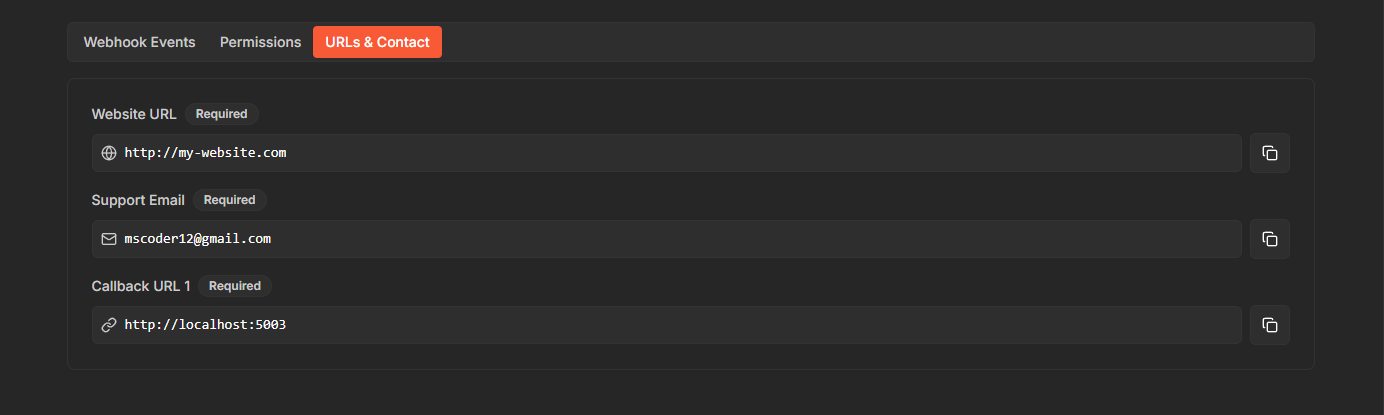 Webhook Events Permissions URLs & Contact
Website URL Required
http://my-website.com
Support Email Required
mscoder12@gmail.com
Callback URL 1 Required
http://localhost:5003